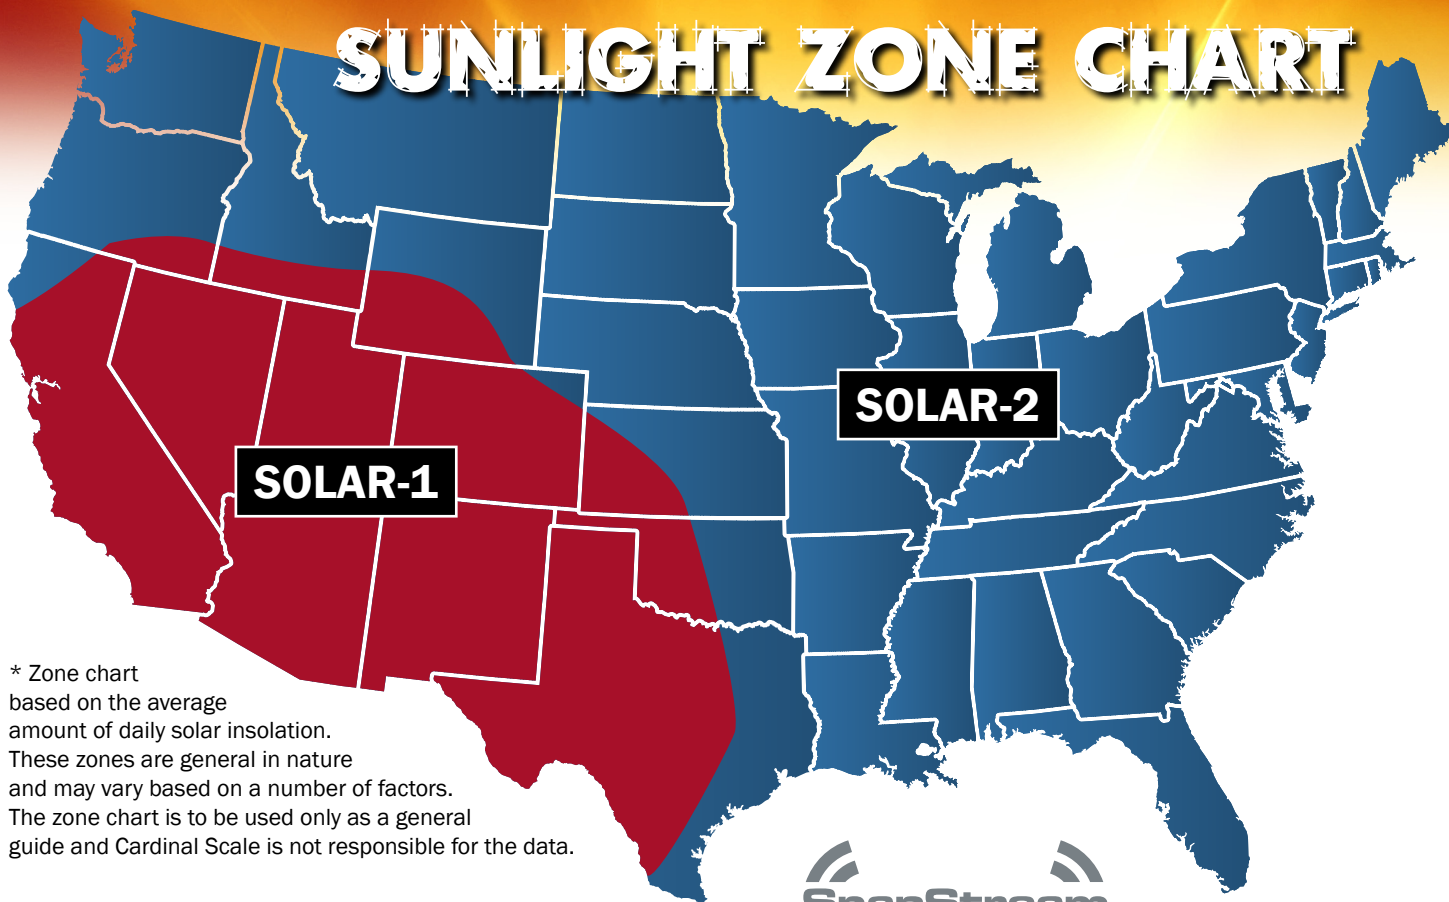 SUNLIGHT ZONE CHART
SOLAR-2
SOLAR-1
* Zone chart
based on the average
amount of daily solar insolation.
These zones are general in nature
and may vary based on a number of factors.
The zone chart is to be used only as a general
guide and Cardinal Scale is not responsible for the data.
SnapStream